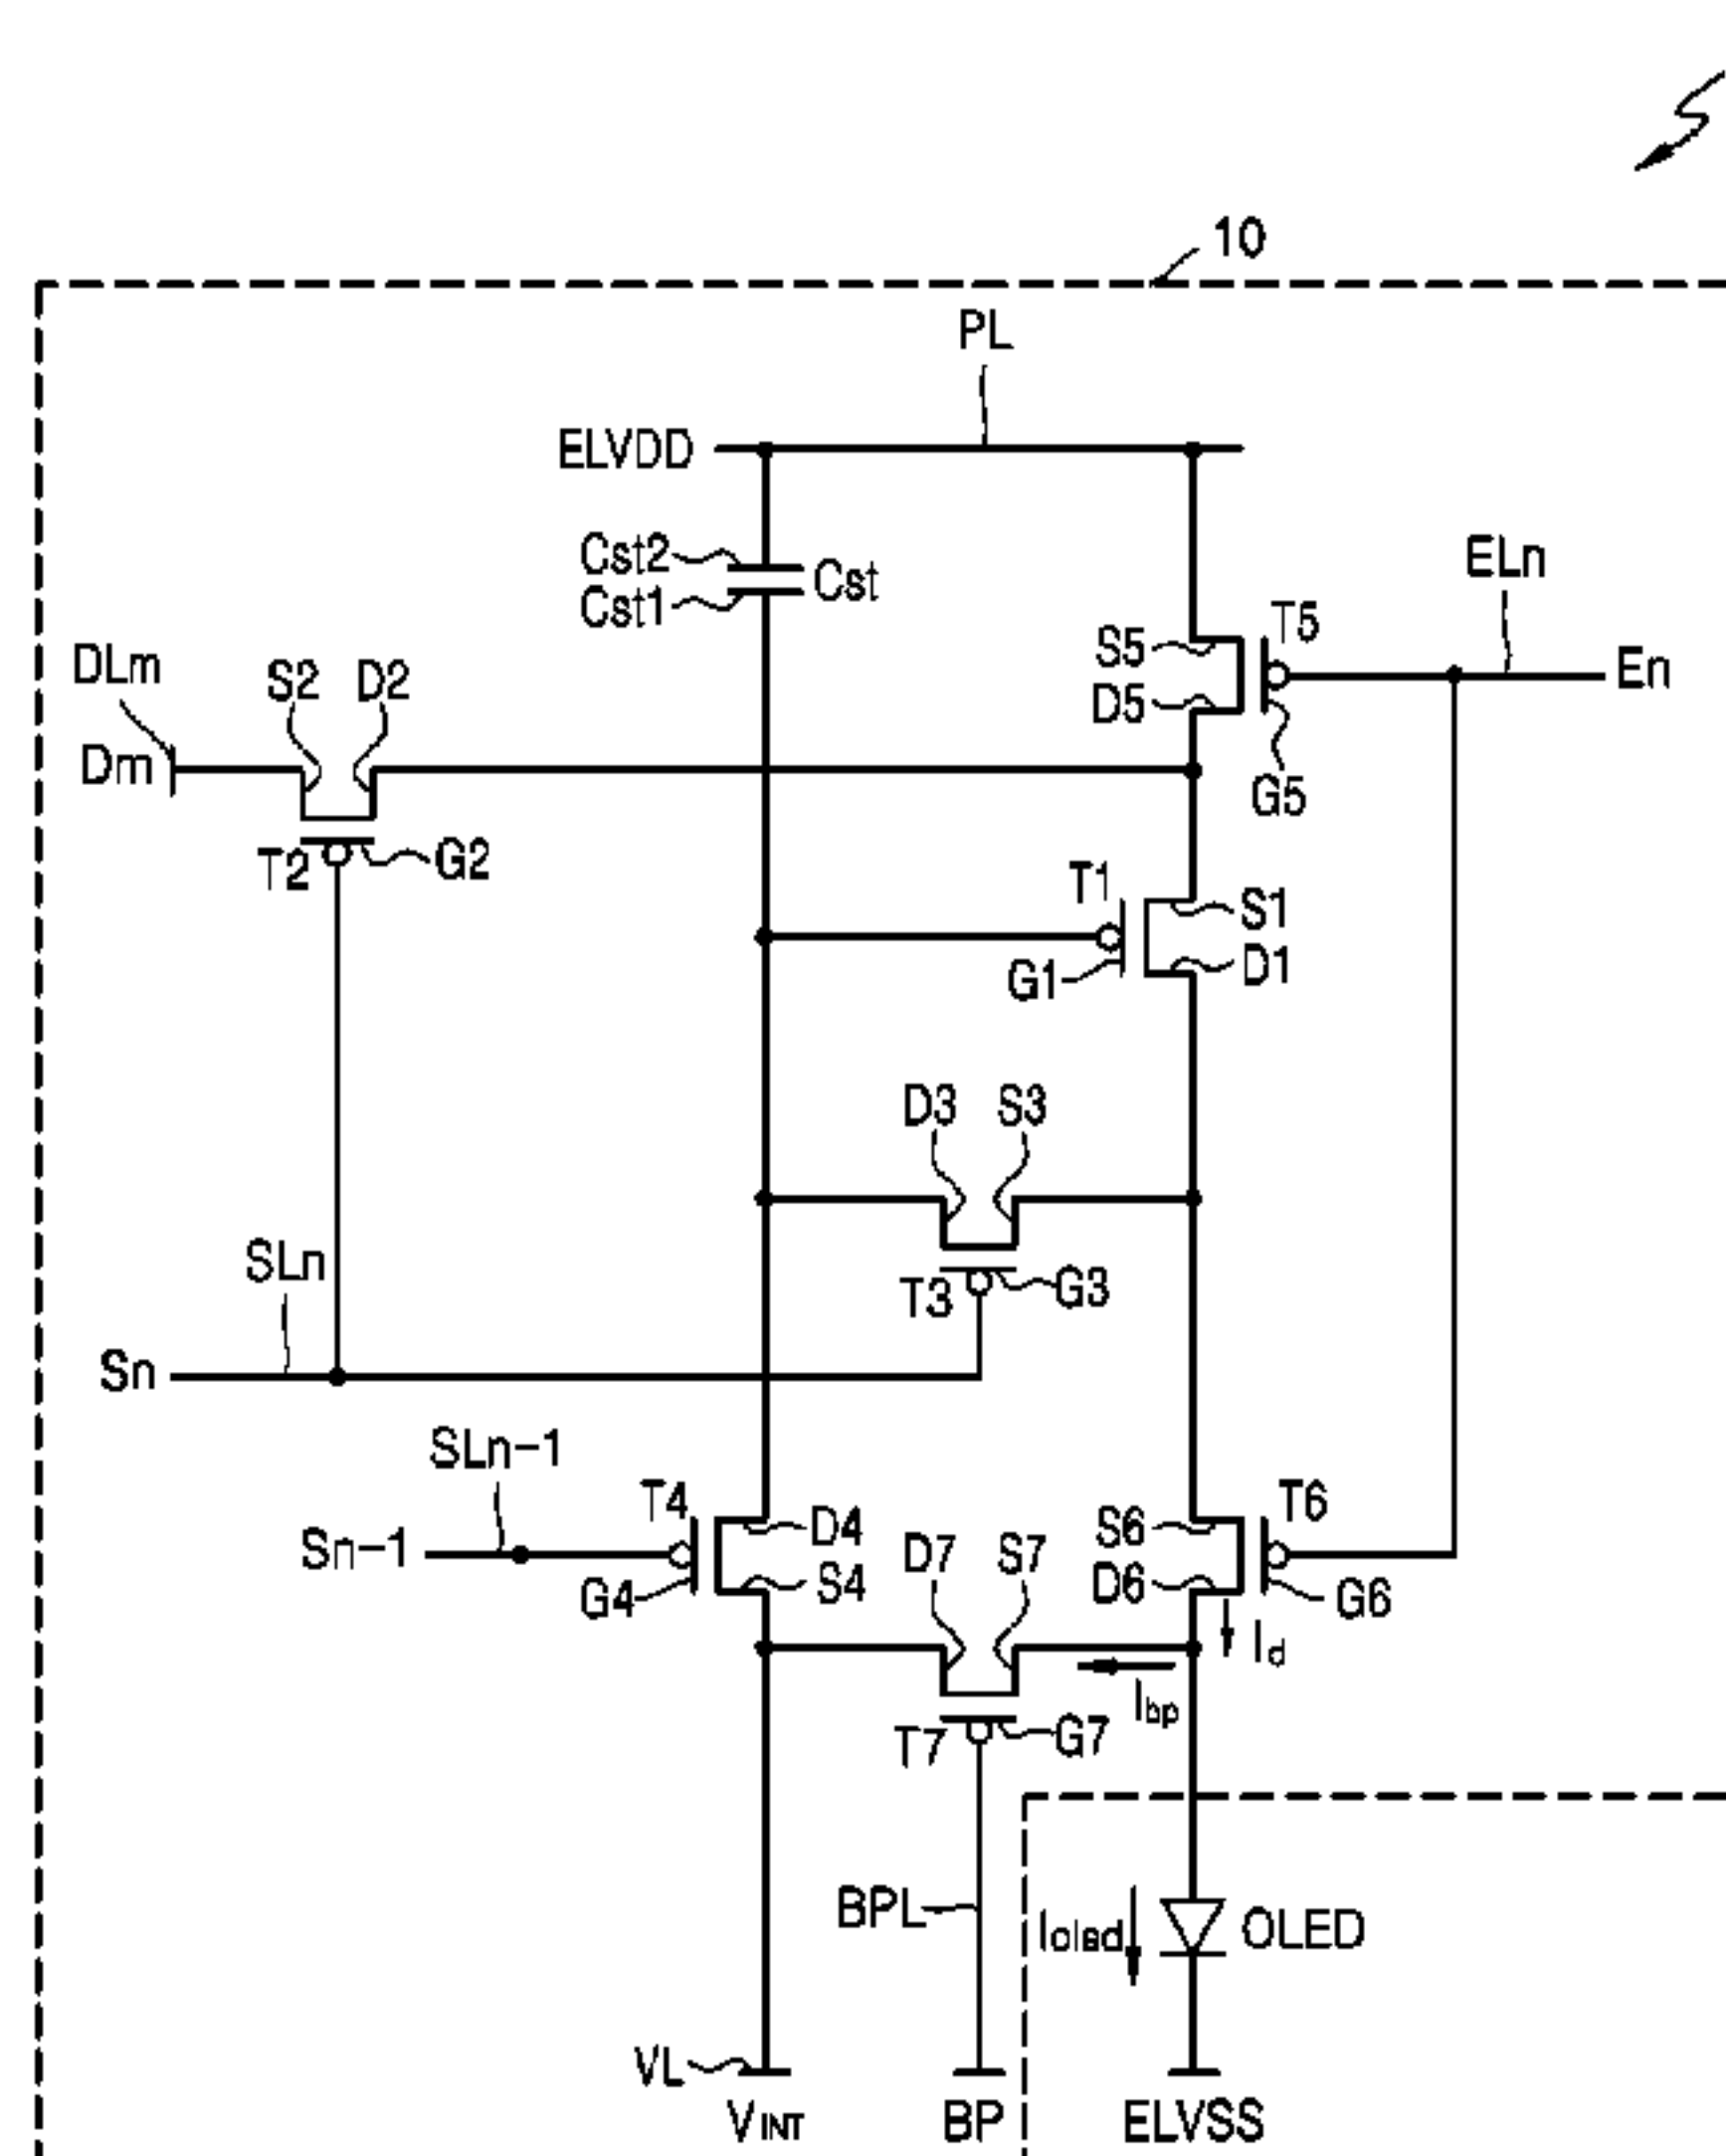 10
PL
ELVDD
Cst2
Cst
Cst1
ELn
T5
S5
En
D5
G5
DLm
S2 D2
Dm
T2
G2
T1
S1
G1
D1
D3 S3
T3
G3
SLn
Sn
SLn-1
T4
D4
Sn-1
G4
S4
D7 S7
S6
T6
D6
G6
Id
Ibp
T7
G7
BPL
Ioled
OLED
VL
VINT
BP
ELVSS